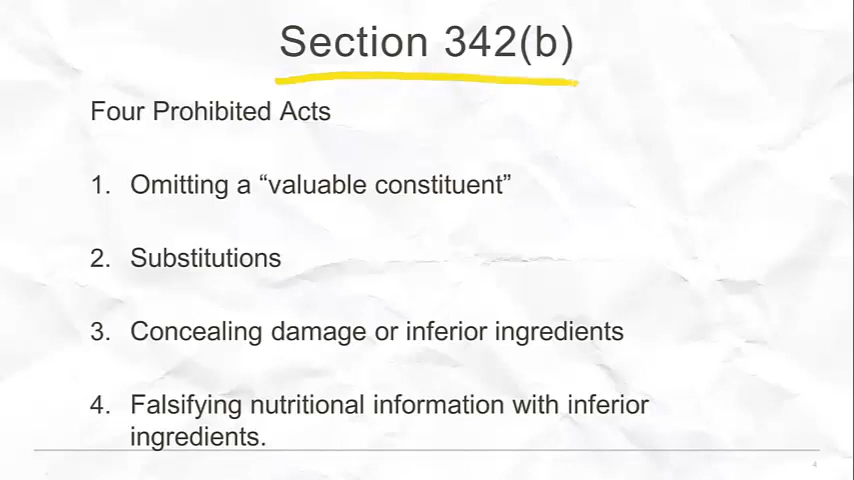 Section 342(b)
Four Prohibited Acts
1. Omitting a “valuable constituent”
2. Substitutions
3. Concealing damage or inferior ingredients
4. Falsifying nutritional information with inferior
ingredients.
4